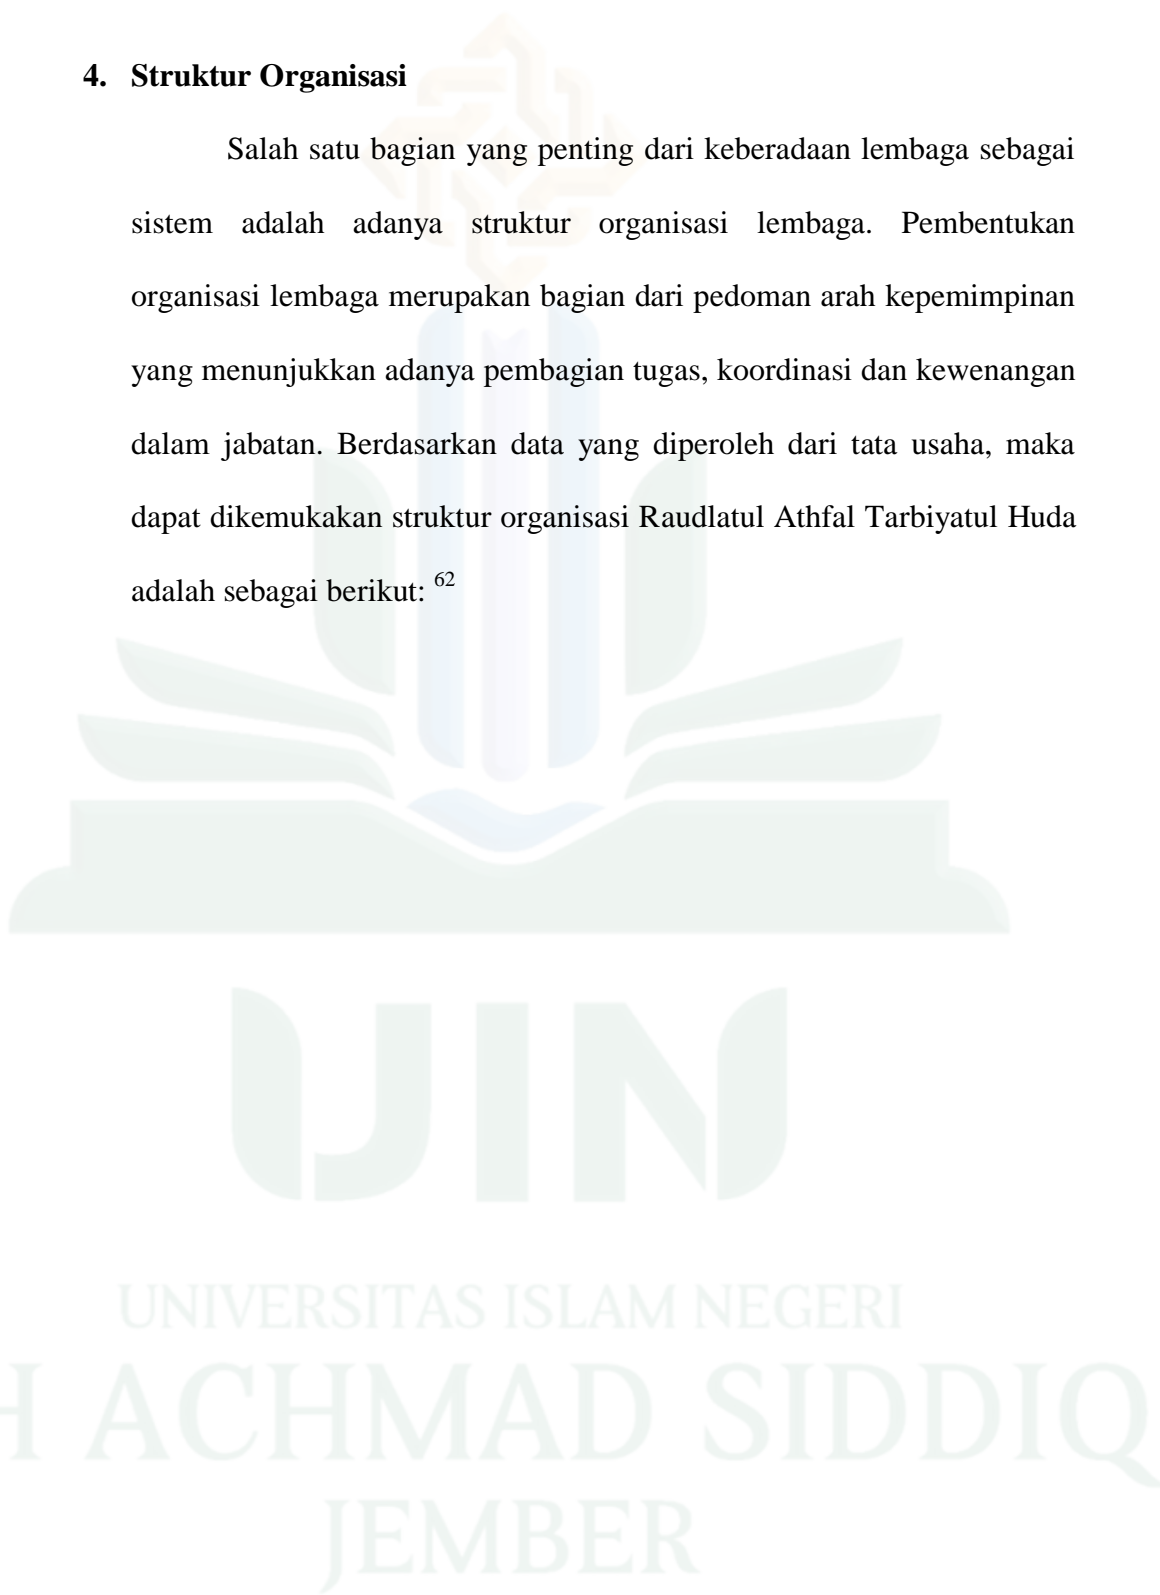 4. Struktur Organisasi
Salah satu bagian yang penting dari keberadaan lembaga sebagai
sistem adalah adanya struktur organisasi lembaga. Pembentukan
organisasi lembaga merupakan bagian dari pedoman arah kepemimpinan
yang menunjukkan adanya pembagian tugas, koordinasi dan kewenangan
dalam jabatan. Berdasarkan data yang diperoleh dari tata usaha, maka
dapat dikemukakan struktur organisasi Raudlatul Athfal Tarbiyatul Huda
adalah sebagai berikut: 62
UIN
UNIVERSITAS ISLAM NEGERI
H ACHMAD SIDDIQ
JEMBER